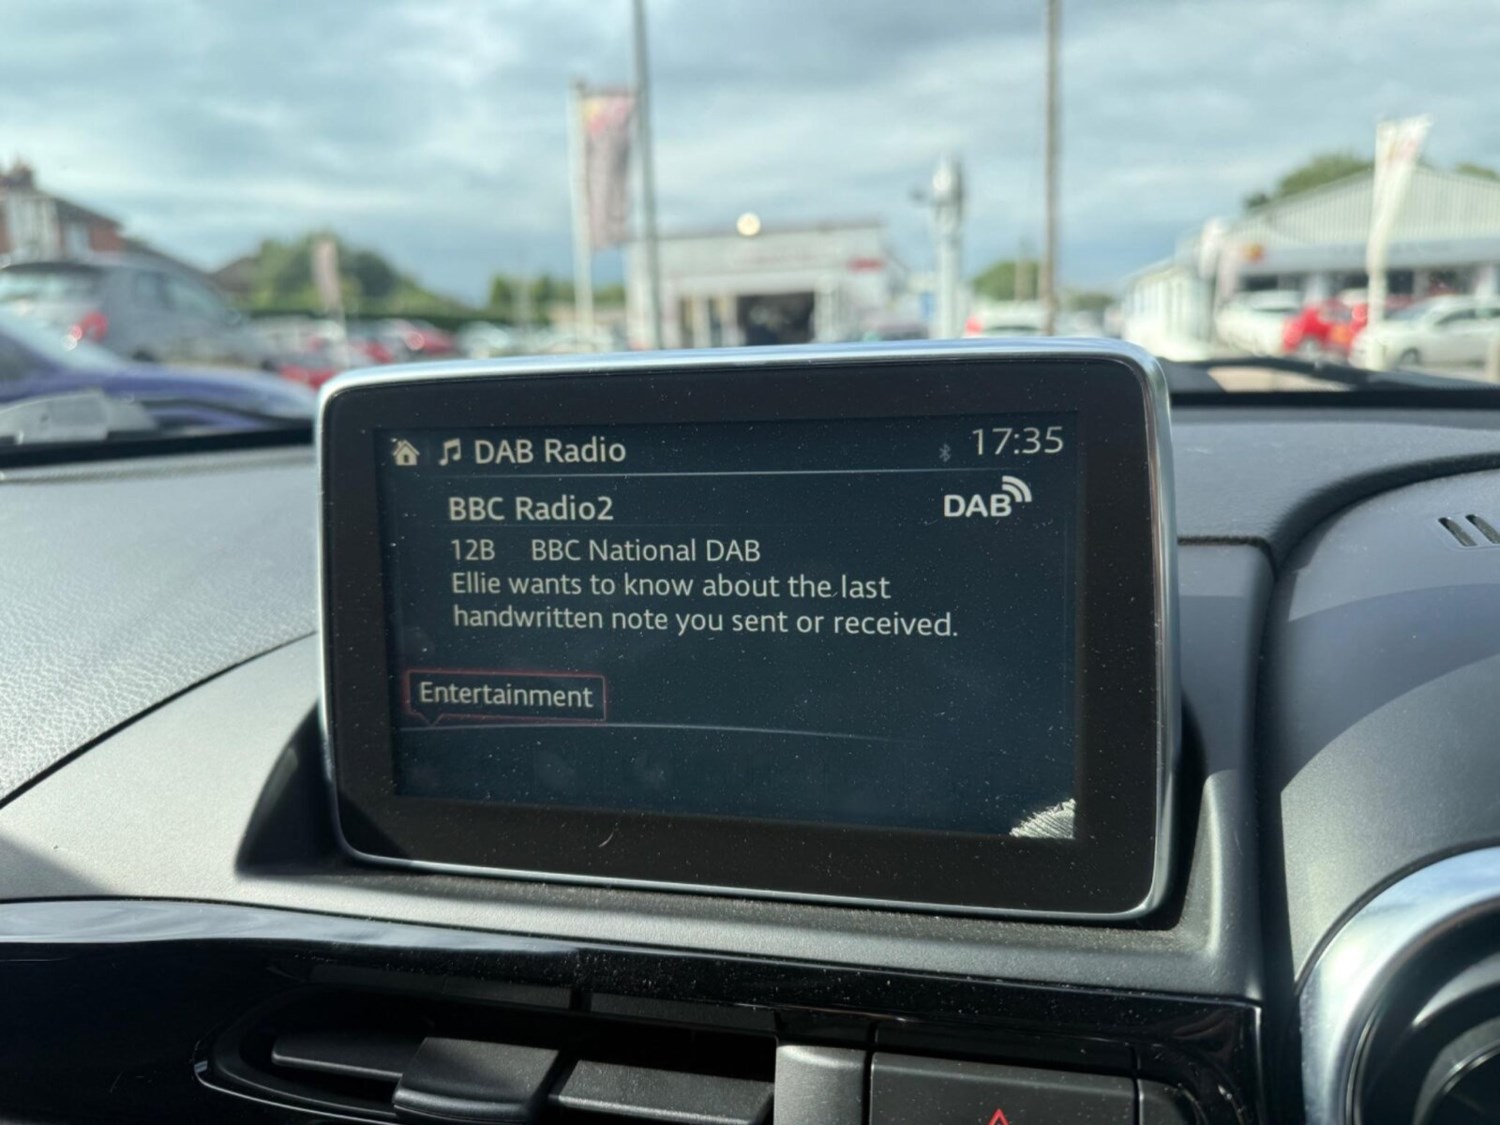 DAB Radio 17:35
BBC Radio2 DAB
12B BBC National DAB
Ellie wants to know about the last
handwritten note you sent or received.
Entertainment